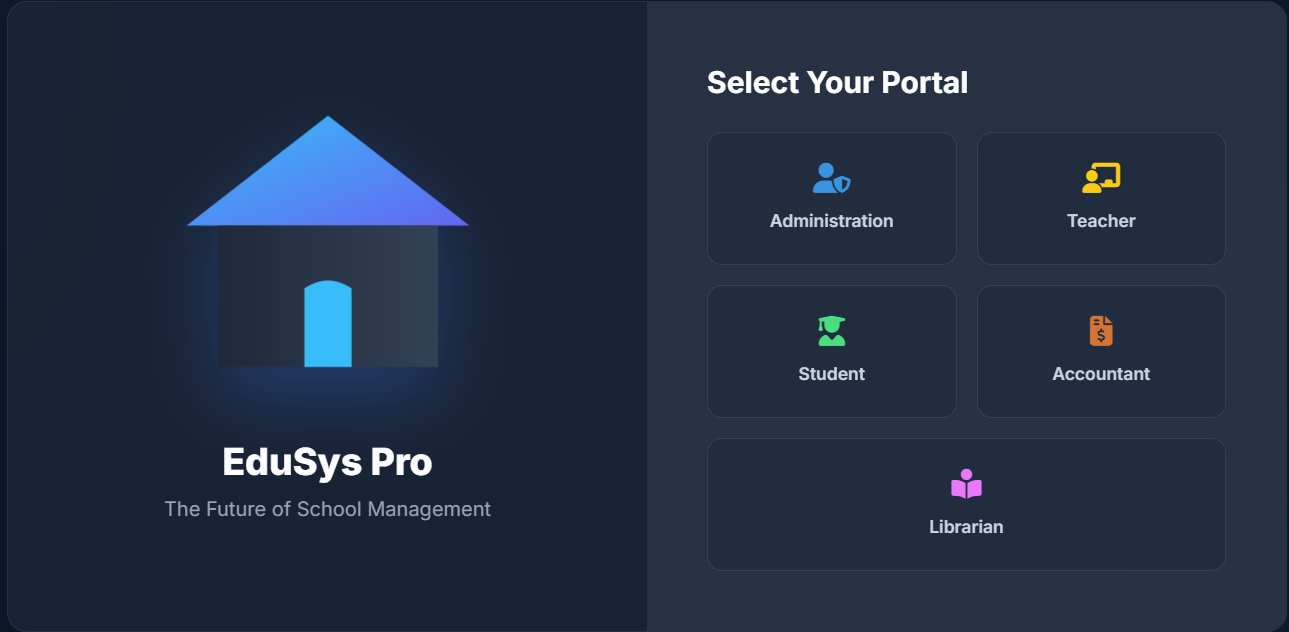 Select Your Portal
Administration
Teacher
Student
$
Accountant
Librarian
EduSys Pro
The Future of School Management